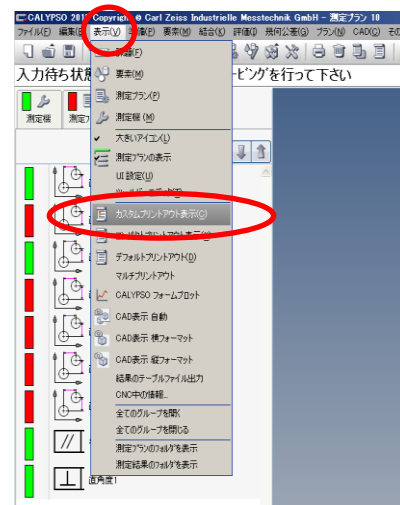 CALYPSO 201 Copyright © Carl Zeiss Industrielle Messtechnik GmbH - 測定プラン 10
ファイル(F) 編集(E) 表示(V) 準備(P) 要素(M) 結合(K) 評価(I) 幾何公差(G) プラン(N) CAD(C)
入力待ち状態
ービングを行って下さい
要素(M)
測定プラン(P)
測定機 測定
測定機 (M)
大きいアイコン(L)
測定プランの表示
UI 設定(U)
カスタムプリントアウト表示(C)
デフォルトプリントアウト(D)
マルチプリントアウト
CALYPSO フォームプロット
CAD表示 自動
CAD表示 横フォーマット
CAD表示 縦フォーマット
結果のテーブルファイル出力
CNC中の情報...
全てのグループを開く
全てのグループを閉じる
測定プランのフォルダを表示
測定結果のフォルダを表示
直角度1